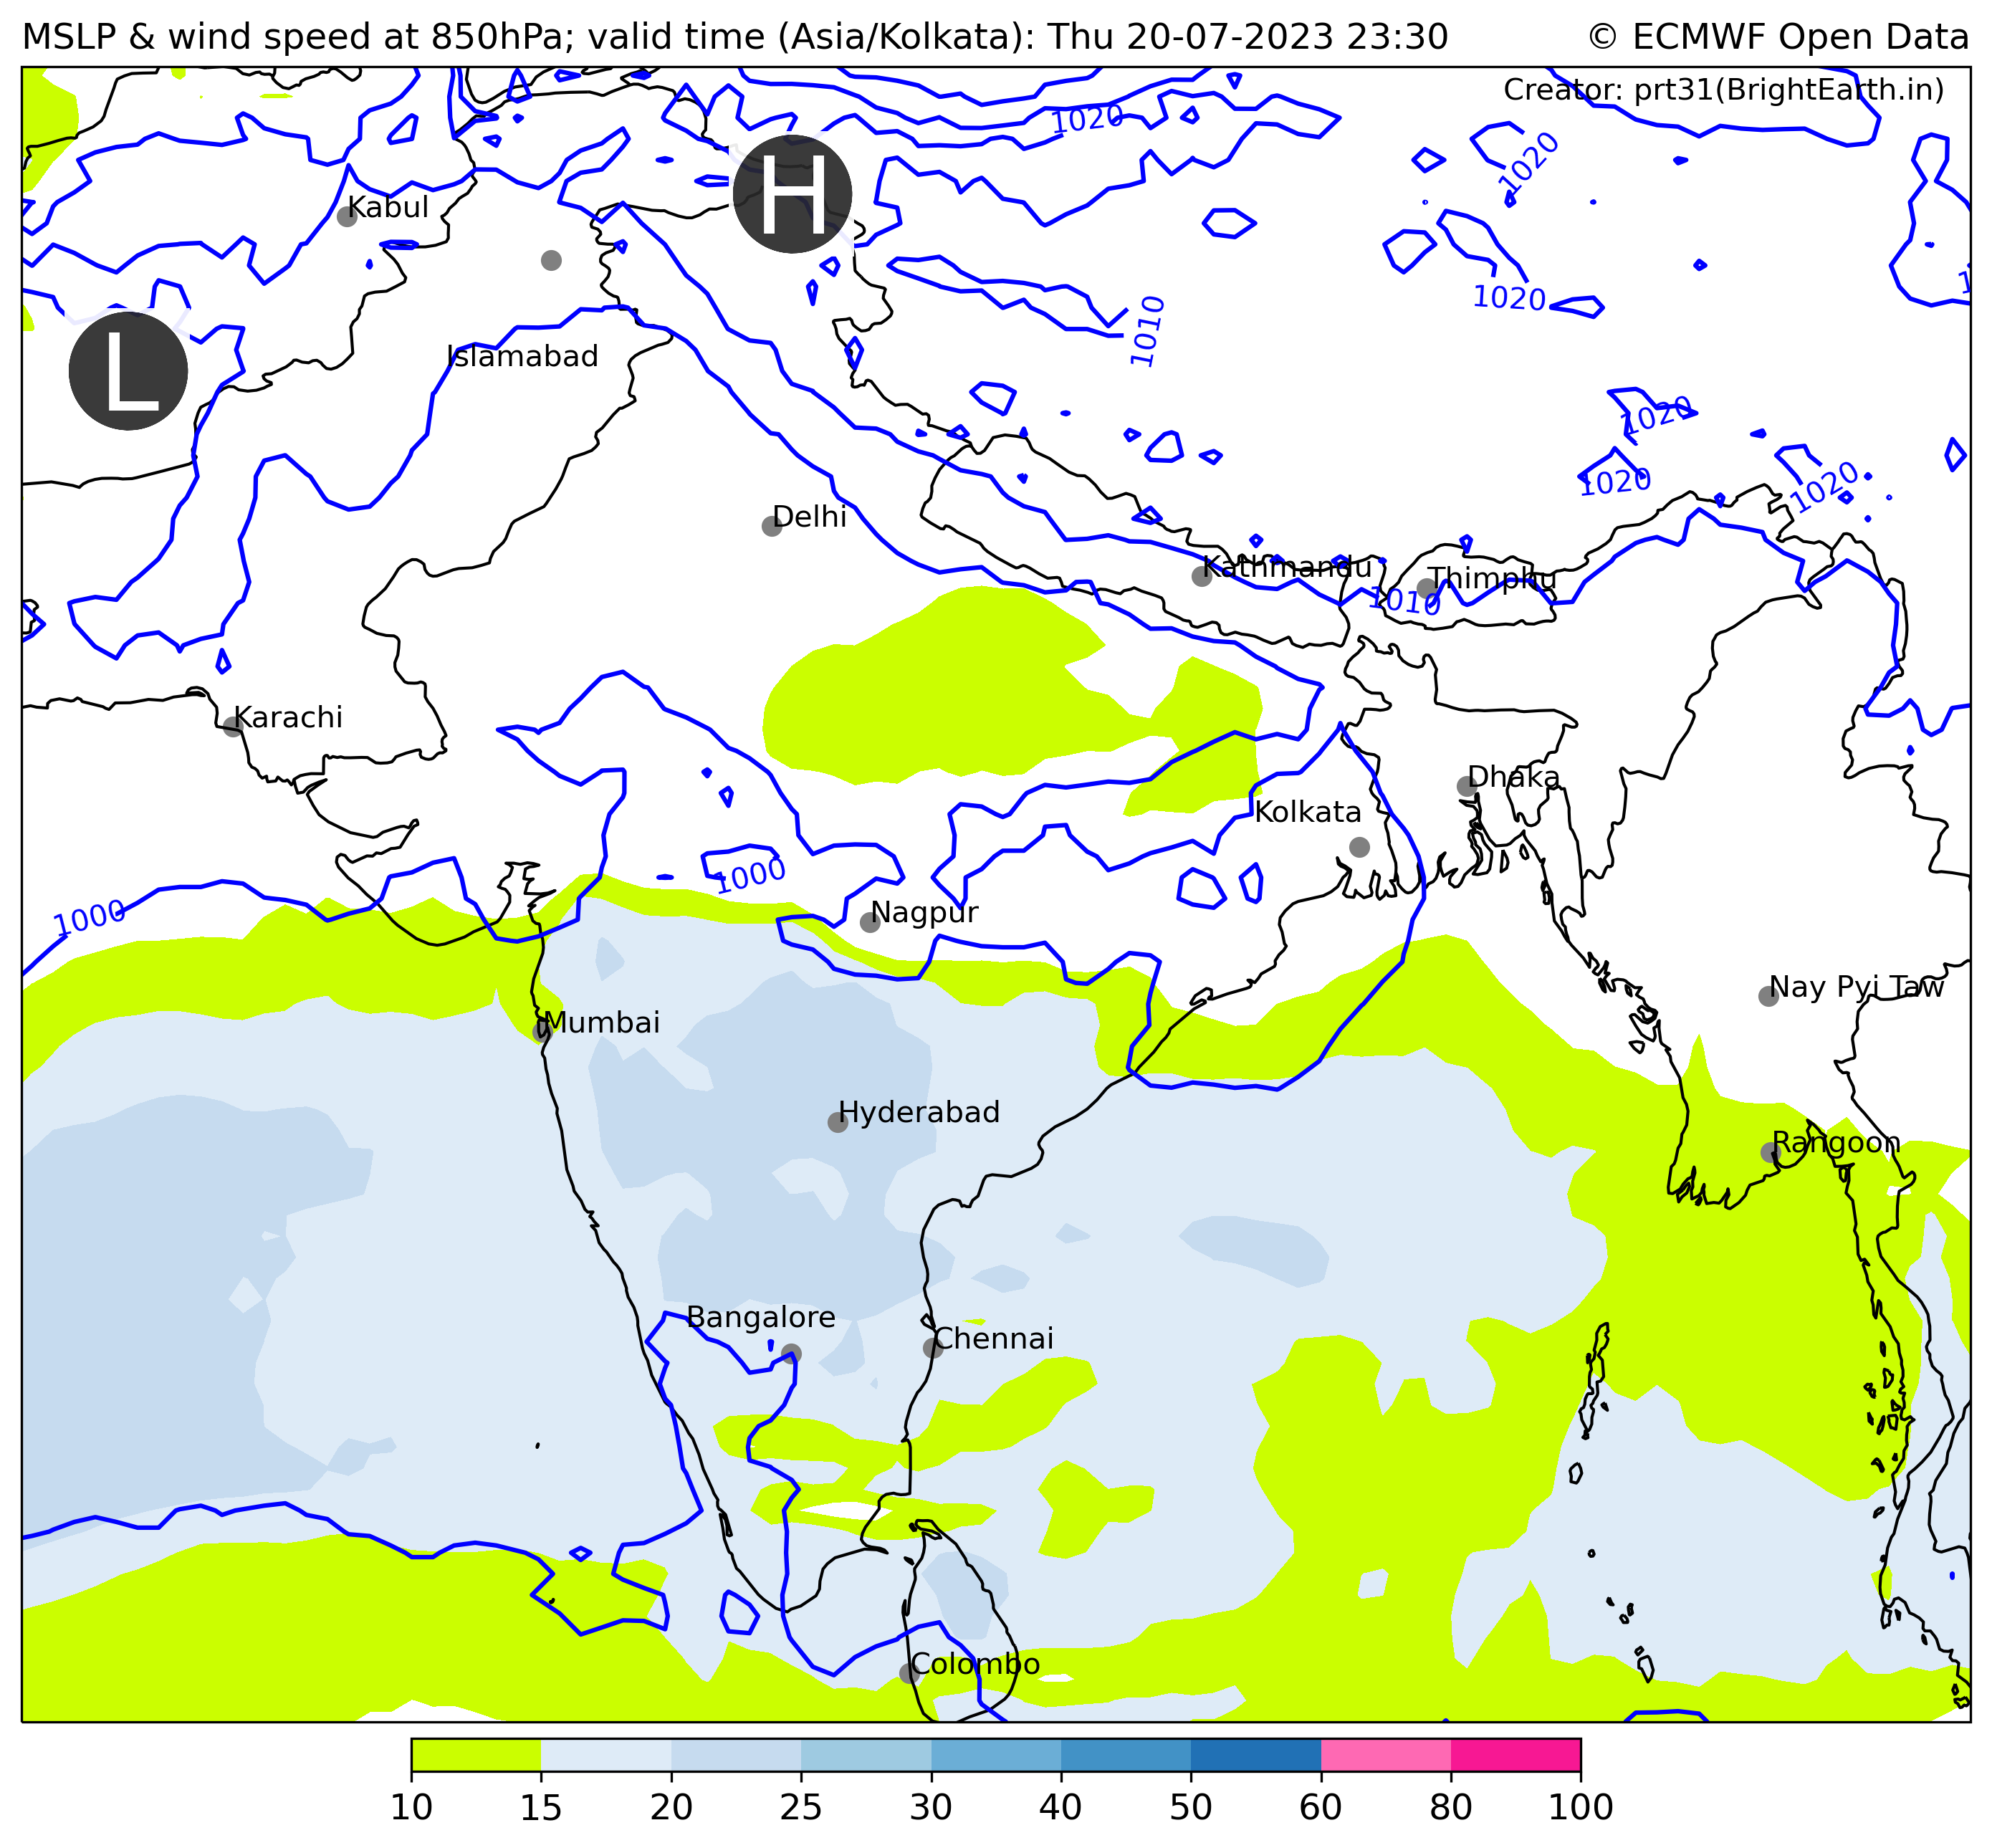 MSLP & wind speed at 850hPa; valid time (Asia/Kolkata): Thu 20-07-2023 23:30
© ECMWF Open Data
Creator: prt31(BrightEarth.in)
1020
1020
H
Kabul
1020
1010
L
Islamabad
1020
1020
1020
Delhi
Kathmandu
Thimphu
1010
Karachi
Dhaka
Kolkata
1000
1000
Nagpur
Nay Pyi Taw
Mumbai
Hyderabad
Rangoon
Bangalore
Chennai
Colombo
10 15 20 25 30 40 50 60 80 100